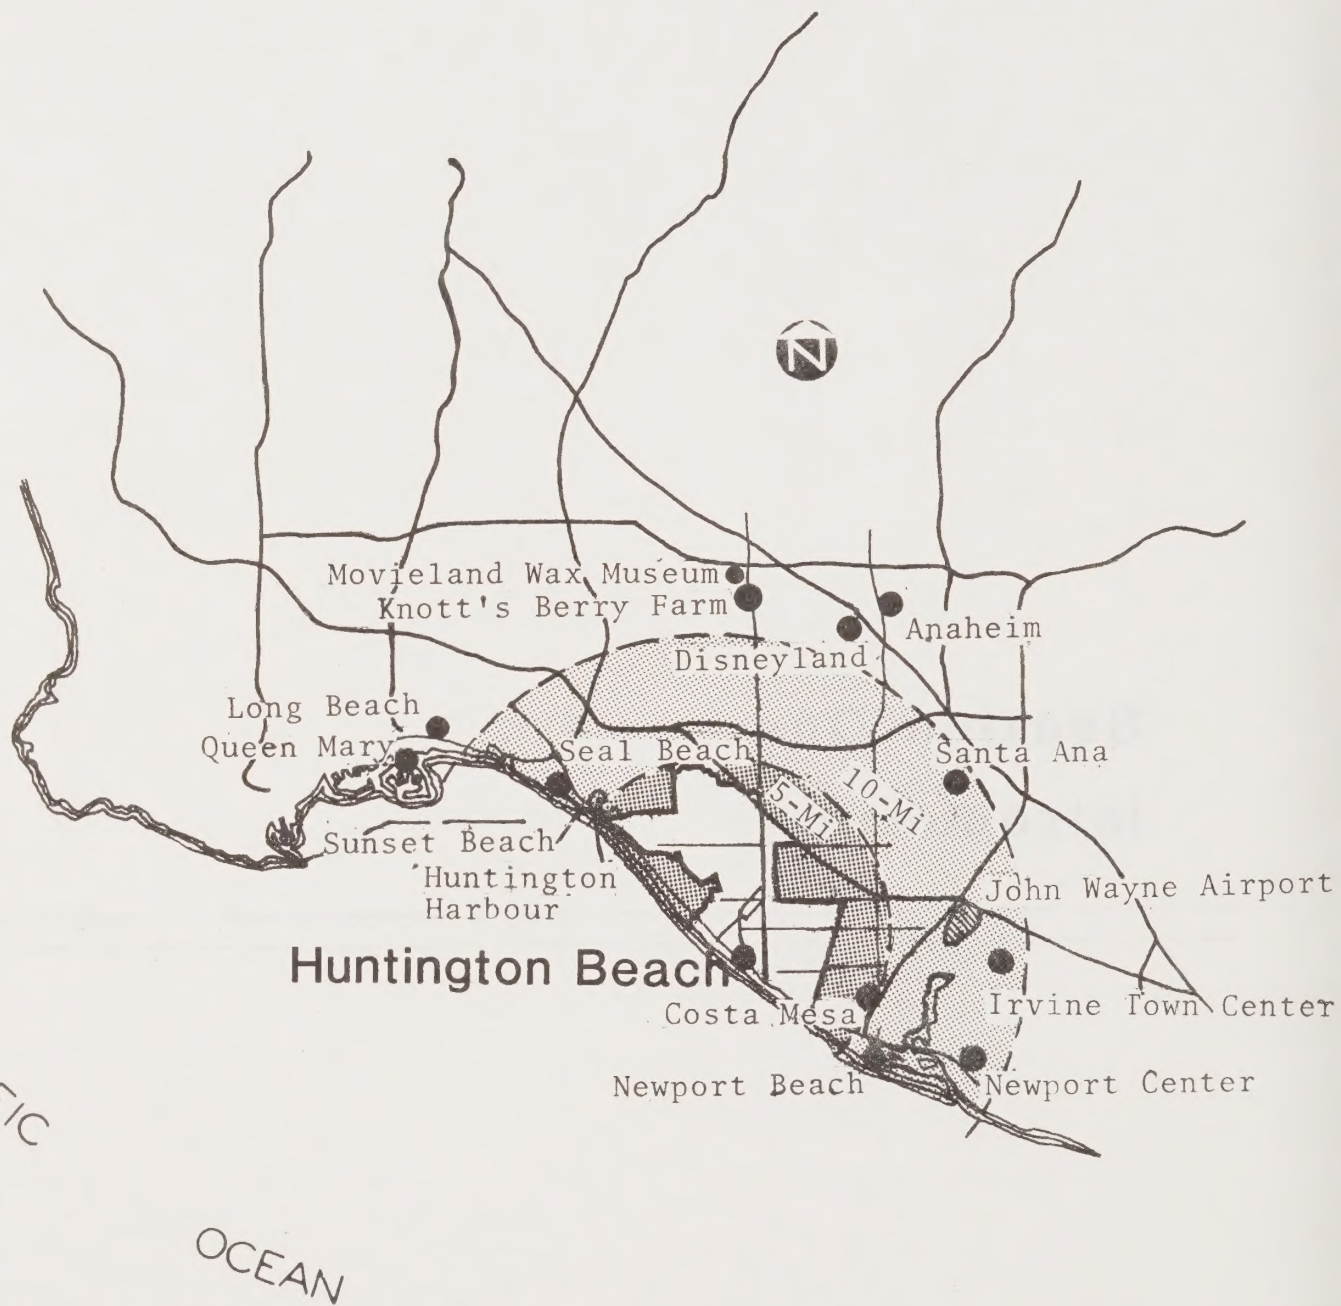 N
Movieland Wax Museum
Knott's Berry Farm
Anaheim
Disneyland
Long Beach
Queen Mary
Seal Beach
Santa Ana
10-Mi
5-Mi
Sunset Beach
Huntington
Harbour
John Wayne Airport
Huntington Beach
Costa Mesa
Irvine Town Center
Newport Beach
Newport Center
OCEAN